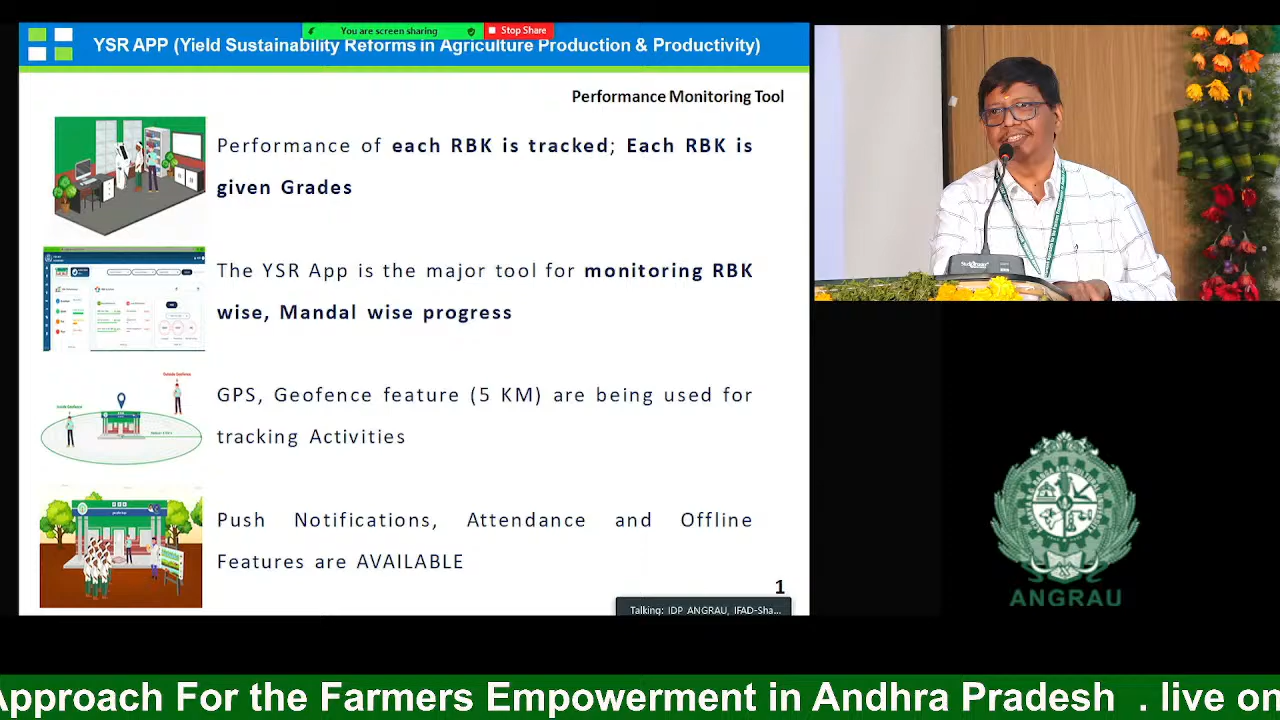 You are screen sharing
Stop Share
YSR APP (Yield Sustainability Reforms in Agriculture Production & Productivity)
Performance Monitoring Tool
Performance of each RBK is tracked; Each RBK is
given Grades
The YSR App is the major tool for monitoring RBK
wise, Mandal wise progress
GPS, Geofence feature (5 KM) are being used for
tracking Activities
Push Notifications, Attendance and Offline
Features are AVAILABLE
1
Talking: IDP ANGRAU, IFAD-Sha...
ANGRAU
Approach For the Farmers Empowerment in Andhra Pradesh . live on